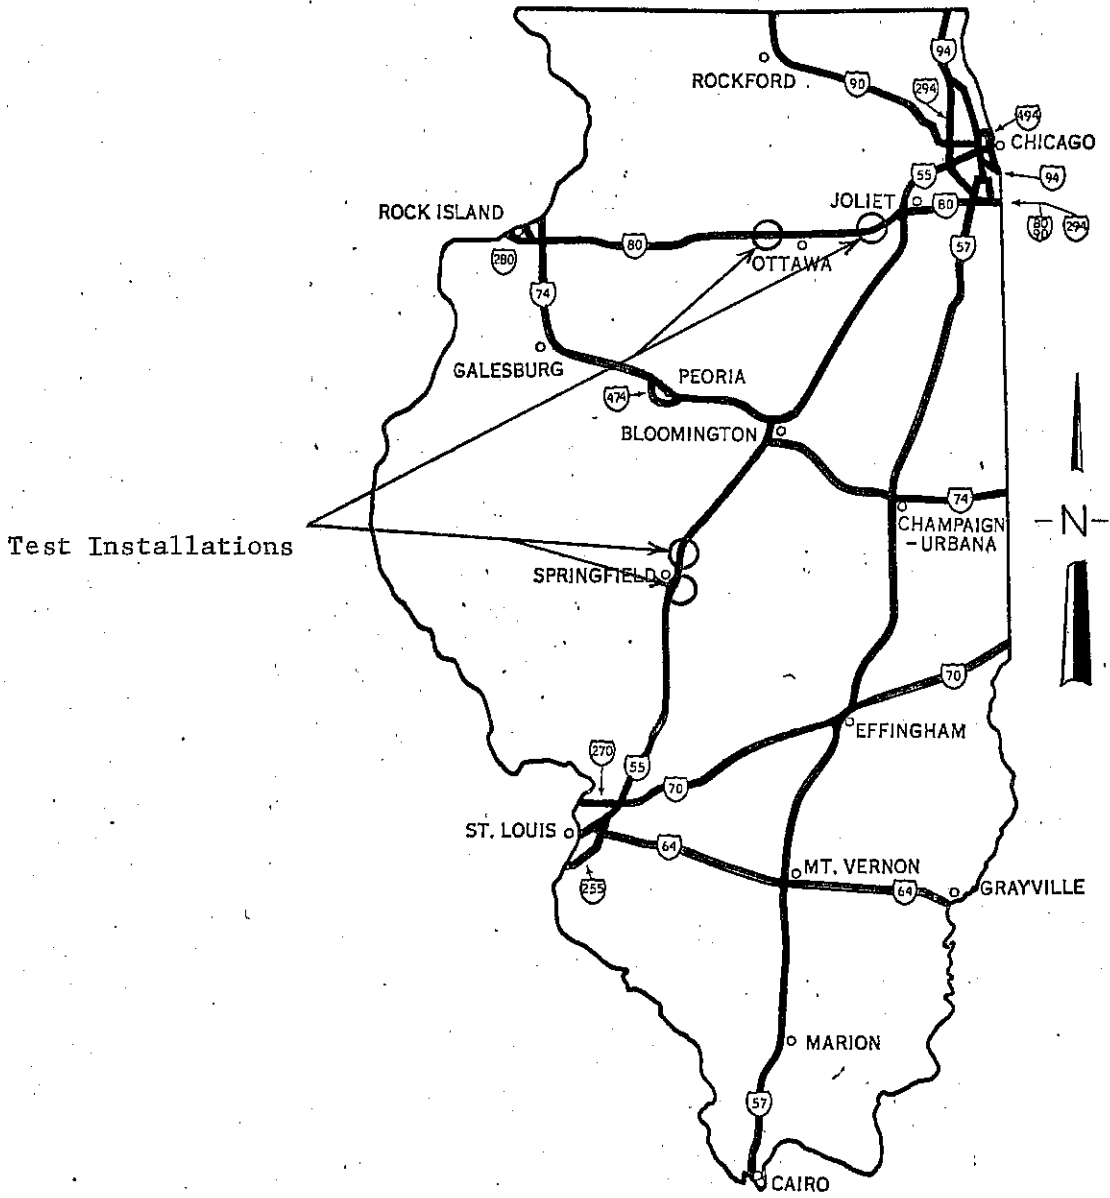 94
ROCKFORD
90
294
494
CHICAGO
55
94
JOLIET
80
ROCK ISLAND
80
90
294
80
57
280
OTTAWA
74
GALESBURG
PEORIA
474
BLOOMINGTON
74
CHAMPAIGN
-URBANA
-N-
Test Installations
SPRINGFIELD
70
EFFINGHAM
270
55
70
ST. LOUIS
64
MT. VERNON
64
GRAYVILLE
255
MARION
57
CAIRO